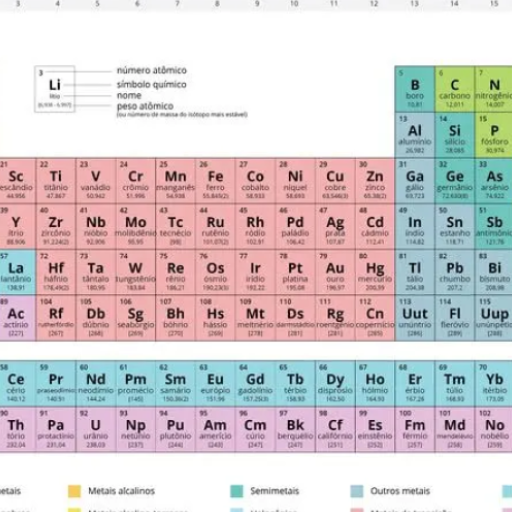 3 4 5 6 7 8 9 10 11 12 13 14 15
3 número atômico
Li símbolo químico
lítio nome
[6,938 - 6,997] peso atômico
(ou número de massa do isótopo mais estável)
5 6 7
B C N
boro carbono nitrogênio
10,81 12,011 14,007
13 14 15
Al Si P
alumínio silício fósforo
26,982 28,085 30,974
21 22 23 24 25 26 27 28 29 30 31 32 33
Sc Ti V Cr Mn Fe Co Ni Cu Zn Ga Ge As
escândio titânio vanádio crômio manganês ferro cobalto níquel cobre zinco gálio germânio arsênio
44,956 47,867 50,942 51,996 54,938 55,845(2) 58,933 58,693 63,546(3) 65,38(2) 69,723 72,630(8) 74,922
39 40 41 42 43 44 45 46 47 48 49 50 51
Y Zr Nb Mo Tc Ru Rh Pd Ag Cd In Sn Sb
ítrio zircônio nióbio molibdênio tecnécio rutênio ródio paládio prata cádmio índio estanho antimônio
88,906 91,224(2) 92,906 95,95 [98] 101,07(2) 102,91 106,42 107,87 112,41 114,82 118,71 121,76
57 72 73 74 75 76 77 78 79 80 81 82 83
La Hf Ta W Re Os Ir Pt Au Hg Tl Pb Bi
lantânio háfnio tântalo tungstênio rênio ósmio irídio platina ouro mercúrio tálio chumbo bismuto
138,91 178,49(2) 180,95 183,84 186,21 190,23(3) 192,22 195,08 196,97 200,59 204,38 207,2 208,98
89 104 105 106 107 108 109 110 111 112 113 114 115
Ac Rf Db Sg Bh Hs Mt Ds Rg Cn Uut Fl Uup
actínio rutherfórdio dúbnio seabórgio bóhrio hássio meitnério darmstádtio roentgênio copernício unúntrio fleróvio ununpêntio
[227] [267] [268] [269] [270] [269] [278] [281] [281] [285] [286] [289] [288]
58 59 60 61 62 63 64 65 66 67 68 69 70
Ce Pr Nd Pm Sm Eu Gd Tb Dy Ho Er Tm Yb
cério praseodímio neodímio promécio samário európio gadolínio térbio disprósio hólmio érbio túlio itérbio
140,12 140,91 144,24 [145] 150,36(2) 151,96 157,25(3) 158,93 162,50 164,93 167,26 168,93 173,05
90 91 92 93 94 95 96 97 98 99 100 101 102
Th Pa U Np Pu Am Cm Bk Cf Es Fm Md No
tório protactínio urânio netúnio plutônio amerício cúrio berquélio califórnio einstênio férmio mendelévio nobélio
232,04 231,04 238,03 [237] [244] [243] [247] [247] [251] [252] [257] [258] [259]
etais Metais alcalinos Semimetais Outros metais